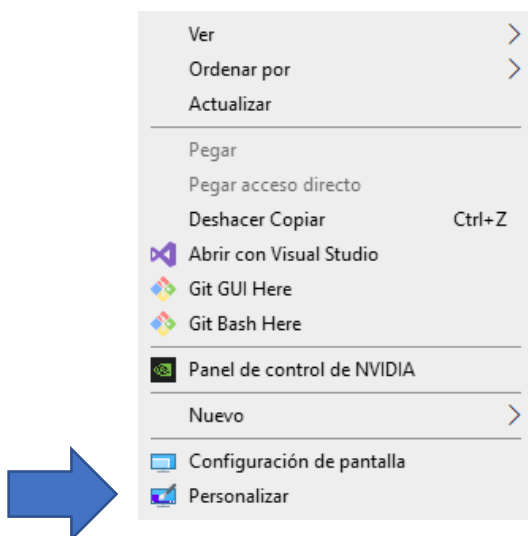 Ver
Ordenar por
Actualizar
Pegar
Pegar acceso directo
Deshacer Copiar Ctrl+Z
Abrir con Visual Studio
Git GUI Here
Git Bash Here
Panel de control de NVIDIA
Nuevo
Configuración de pantalla
Personalizar